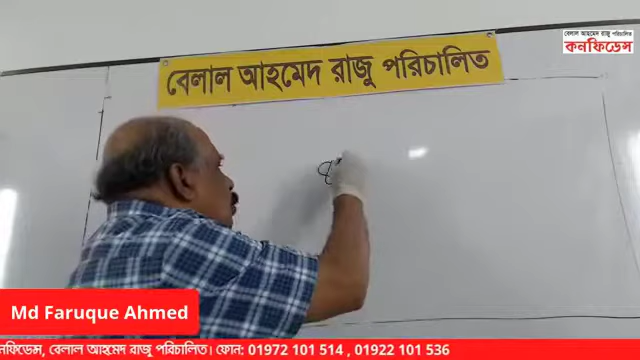 বেলাল আহমেদ রাজু পরিচালিত
কনফিডেন্স
বেলাল আহমেদ রাজু পরিচালিত
Md Faruque Ahmed
নফিডেন্স, বেলাল আহমেদ রাজু পরিচালিত। ফোন: 01972 101 514 , 01922 101 536